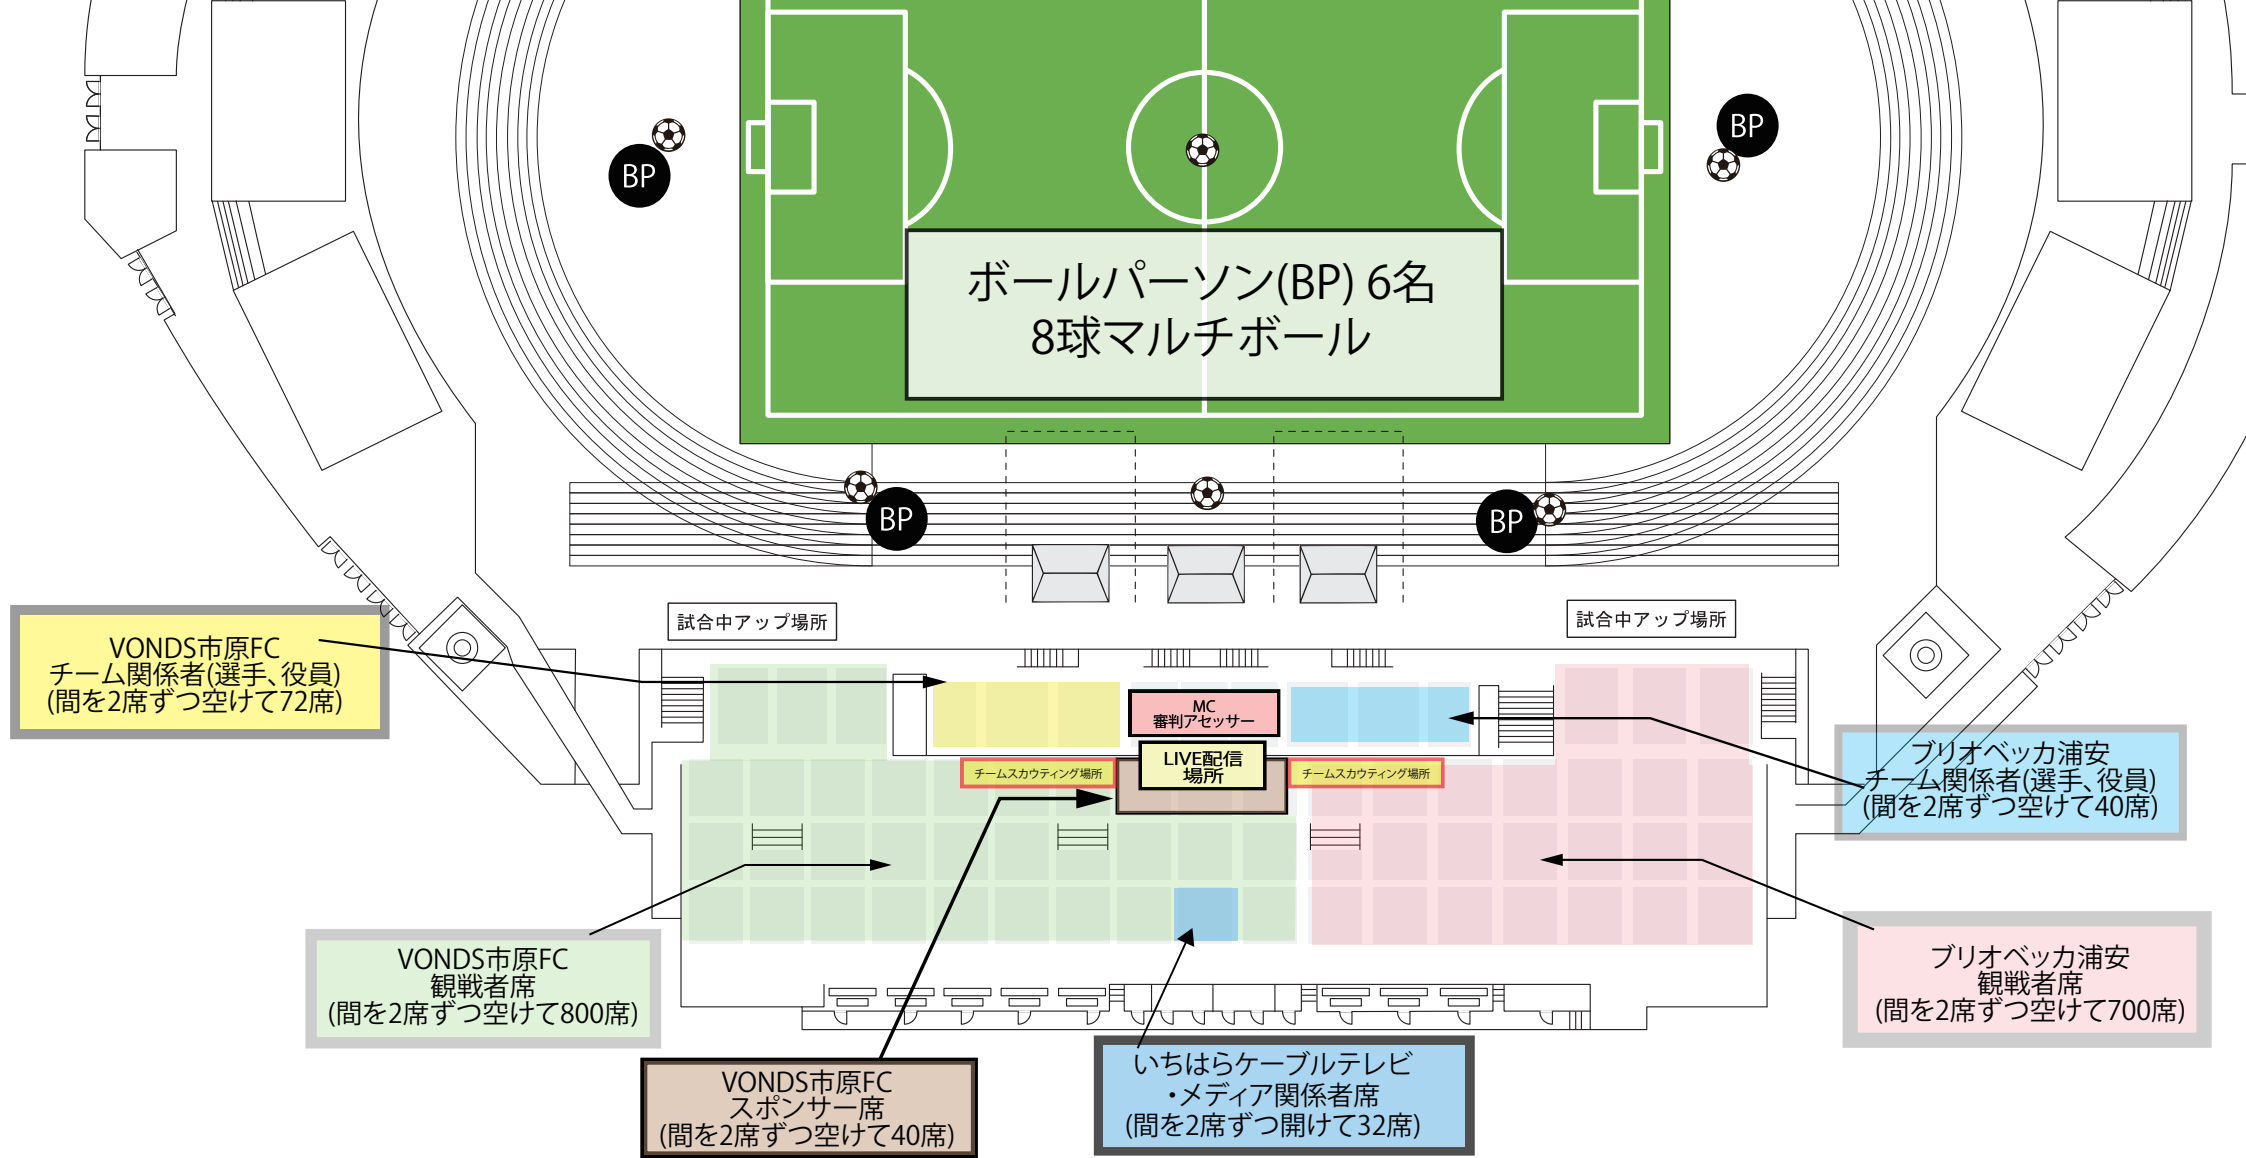 BP
BP
ボールパーソン(BP) 6名
8球マルチボール
BP
BP
試合中アップ場所
試合中アップ場所
VONDS市原FC
チーム関係者(選手、役員)
(間を2席ずつ空けて72席)
MC
審判アセッサー
LIVE配信
場所
チームスカウティング場所
チームスカウティング場所
ブリオベッカ浦安
チーム関係者(選手、役員)
(間を2席ずつ空けて40席)
VONDS市原FC
観戦者席
(間を2席ずつ空けて800席)
ブリオベッカ浦安
観戦者席
(間を2席ずつ空けて700席)
VONDS市原FC
スポンサー席
(間を2席ずつ空けて40席)
いちはらケーブルテレビ
・メディア関係者席
(間を2席ずつ開けて32席)